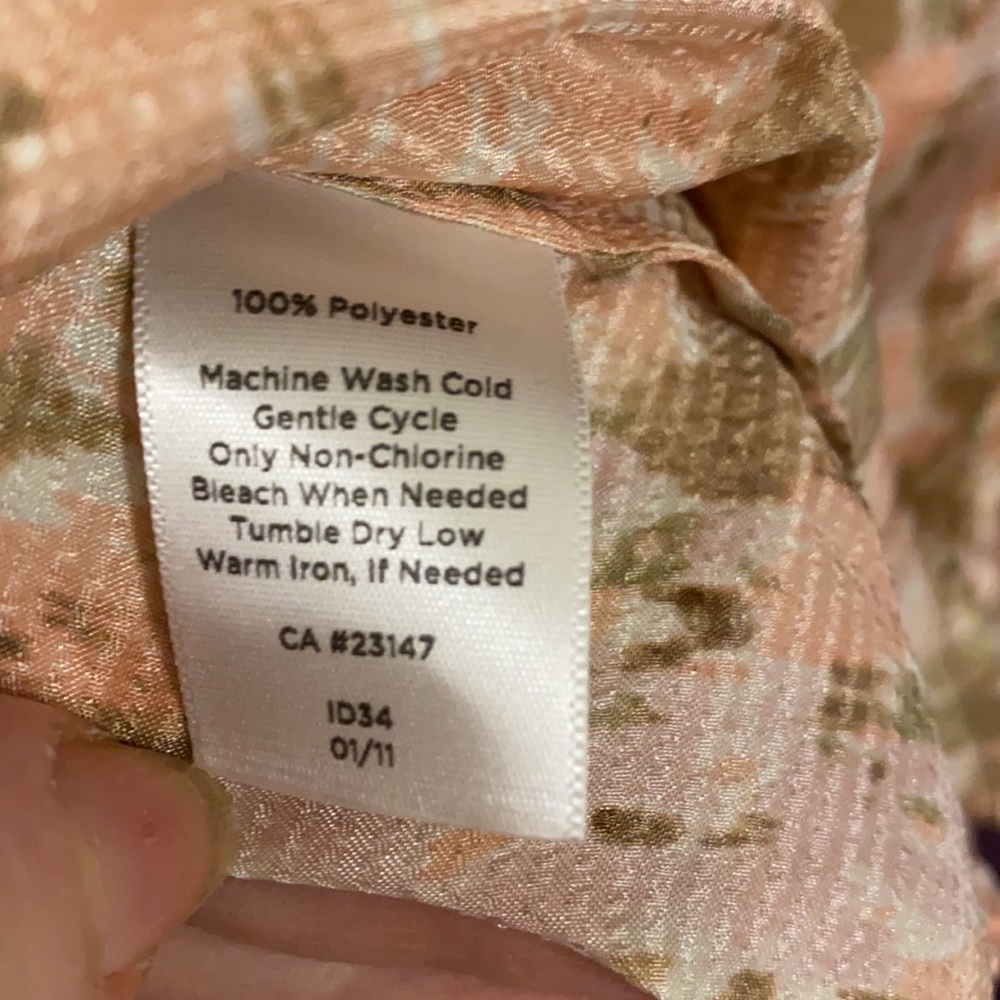 100% Polyester
Machine Wash Cold
Gentle Cycle
Only Non-Chlorine
Bleach When Needed
Tumble Dry Low
Warm Iron, If Needed
CA #23147
ID34
01/11